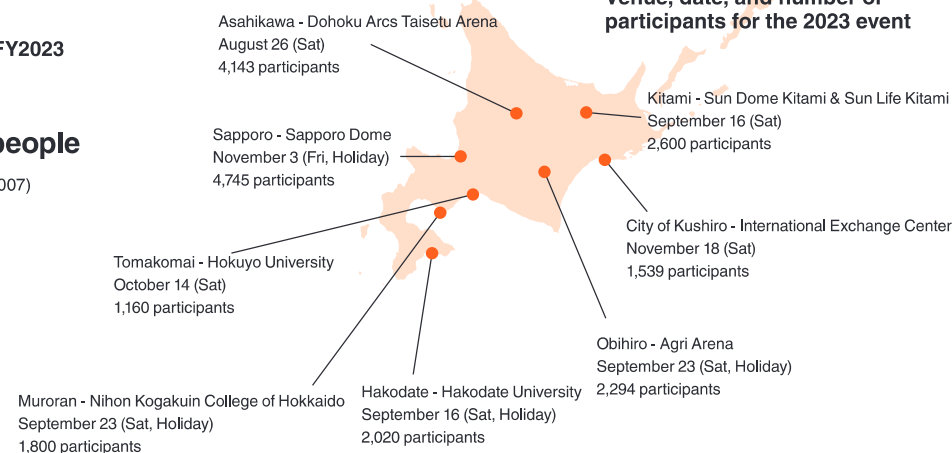 Venue, date, and number of
participants for the 2023 event
FY2023
people
007)
Asahikawa - Dohoku Arcs Taisetu Arena
August 26 (Sat)
4,143 participants
Kitami - Sun Dome Kitami & Sun Life Kitami
September 16 (Sat)
2,600 participants
Sapporo - Sapporo Dome
November 3 (Fri, Holiday)
4,745 participants
City of Kushiro - International Exchange Center
November 18 (Sat)
1,539 participants
Tomakomai - Hokuyo University
October 14 (Sat)
1,160 participants
Obihiro - Agri Arena
September 23 (Sat, Holiday)
2,294 participants
Muroran - Nihon Kogakuin College of Hokkaido
September 23 (Sat, Holiday)
1,800 participants
Hakodate - Hakodate University
September 16 (Sat, Holiday)
2,020 participants